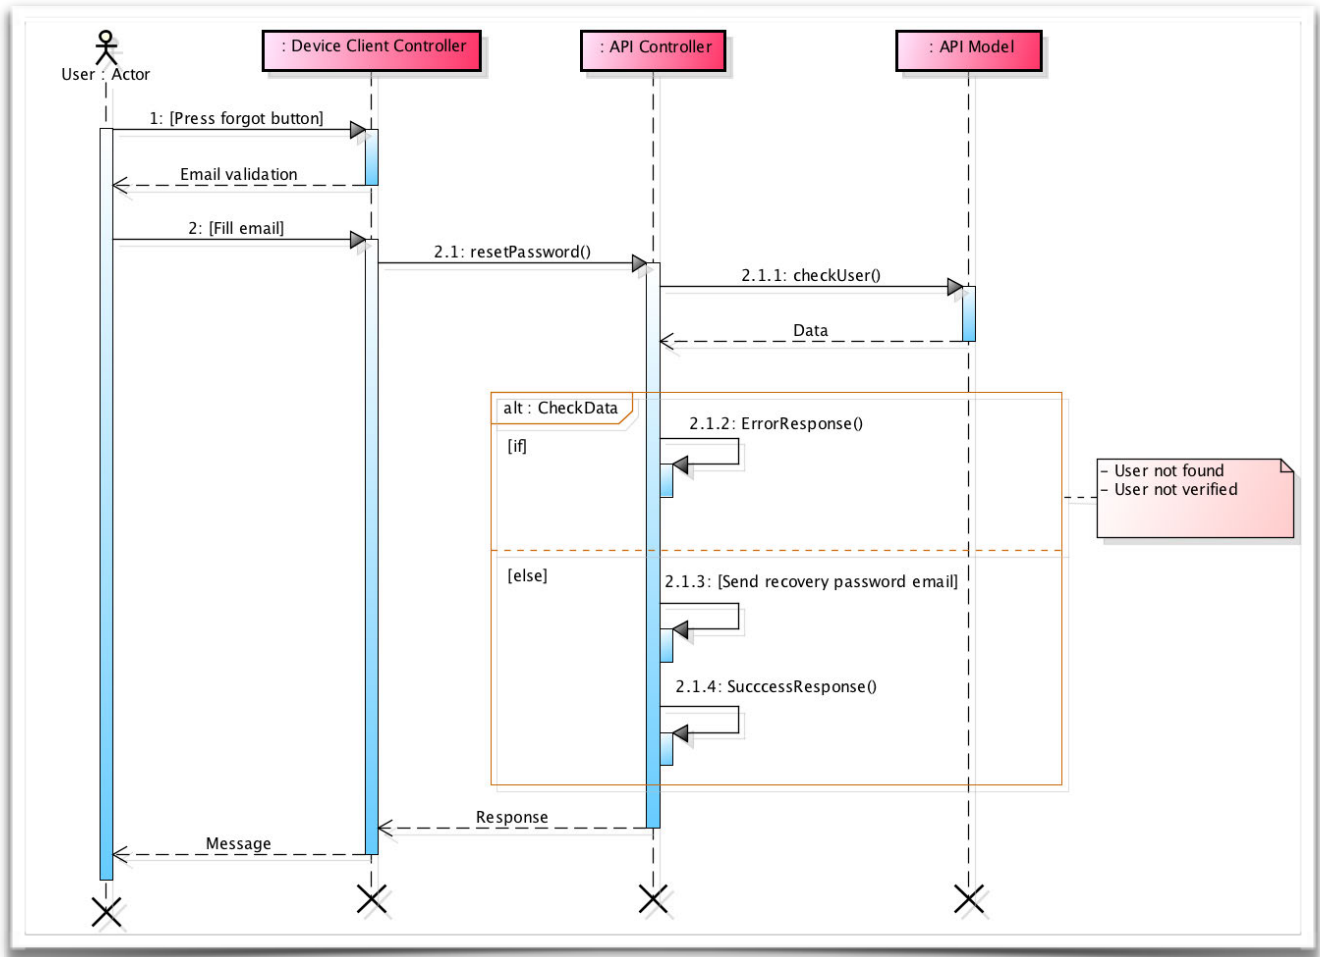 User : Actor
: Device Client Controller
: API Controller
: API Model
1: [Press forgot button]
Email validation
2: [Fill email]
2.1: resetPassword()
2.1.1: checkUser()
Data
alt : CheckData
2.1.2: ErrorResponse()
[if]
- User not found
- User not verified
[else]
2.1.3: [Send recovery password email]
2.1.4: SucccessResponse()
Response
Message